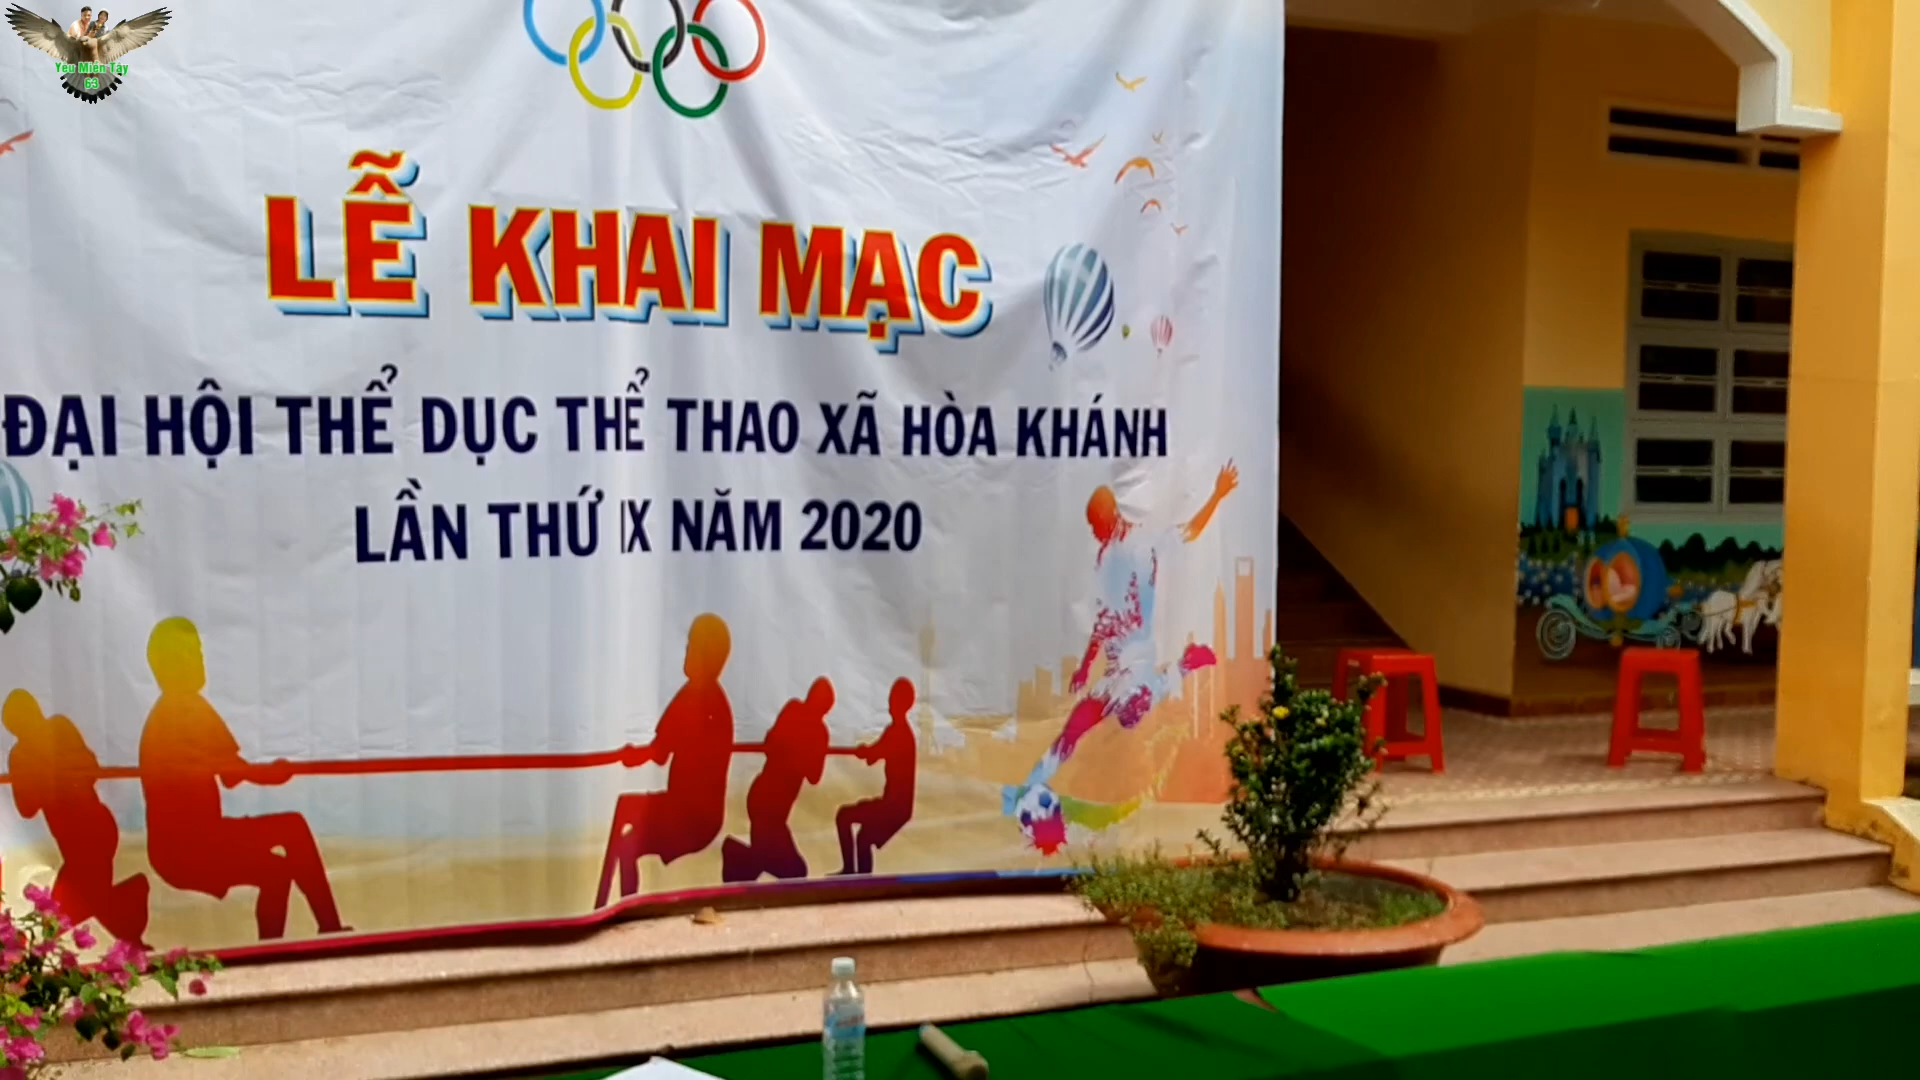 Yêu Miền Tây
63
LỄ KHAI MẠC
ĐẠI HỘI THỂ DỤC THỂ THAO XÃ HÒA KHÁNH
LẦN THỨ IX NĂM 2020